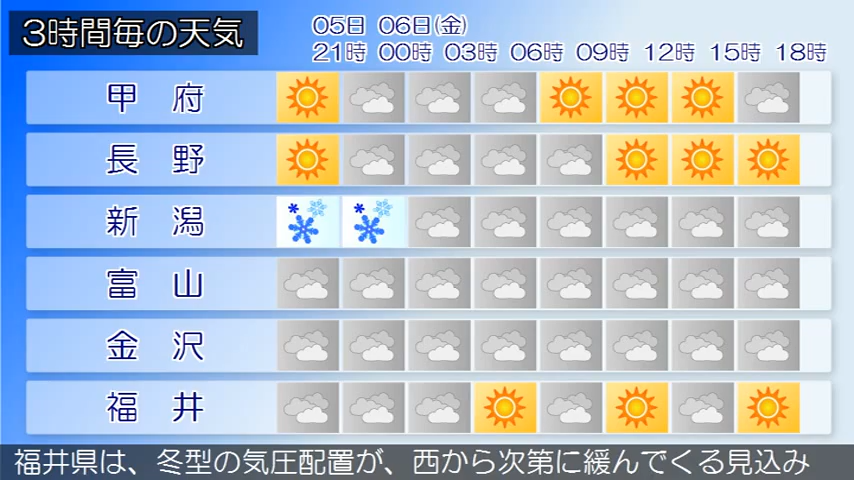 3時間毎の天気
05日 06日(金)
21時 00時 03時 06時 09時 12時 15時 18時
甲府
長野
新潟
富山
金沢
福井
福井県は、冬型の気圧配置が、西から次第に緩んでくる見込み